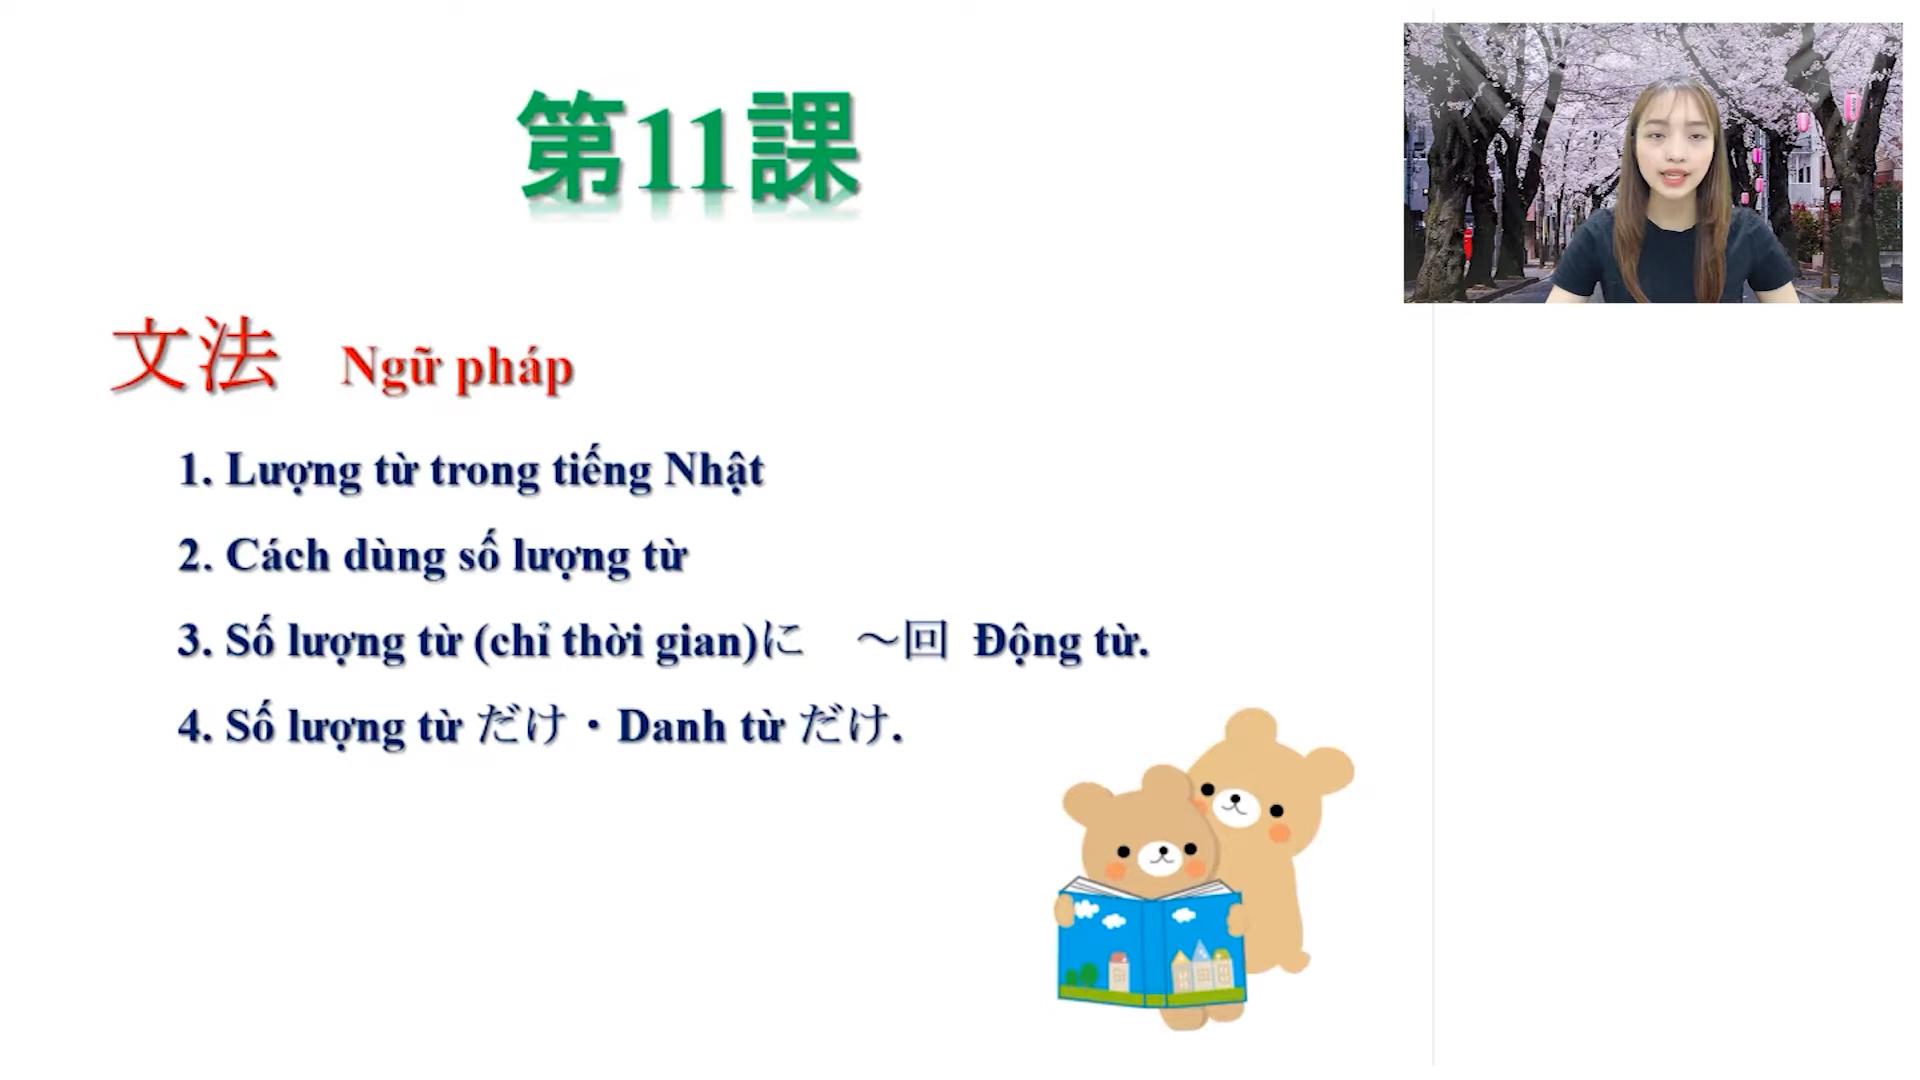 第11課
文法 Ngữ pháp
1. Lượng từ trong tiếng Nhật
2. Cách dùng số lượng từ
3. Số lượng từ (chỉ thời gian)に ～回 Động từ.
4. Số lượng từ だけ・Danh từ だけ.